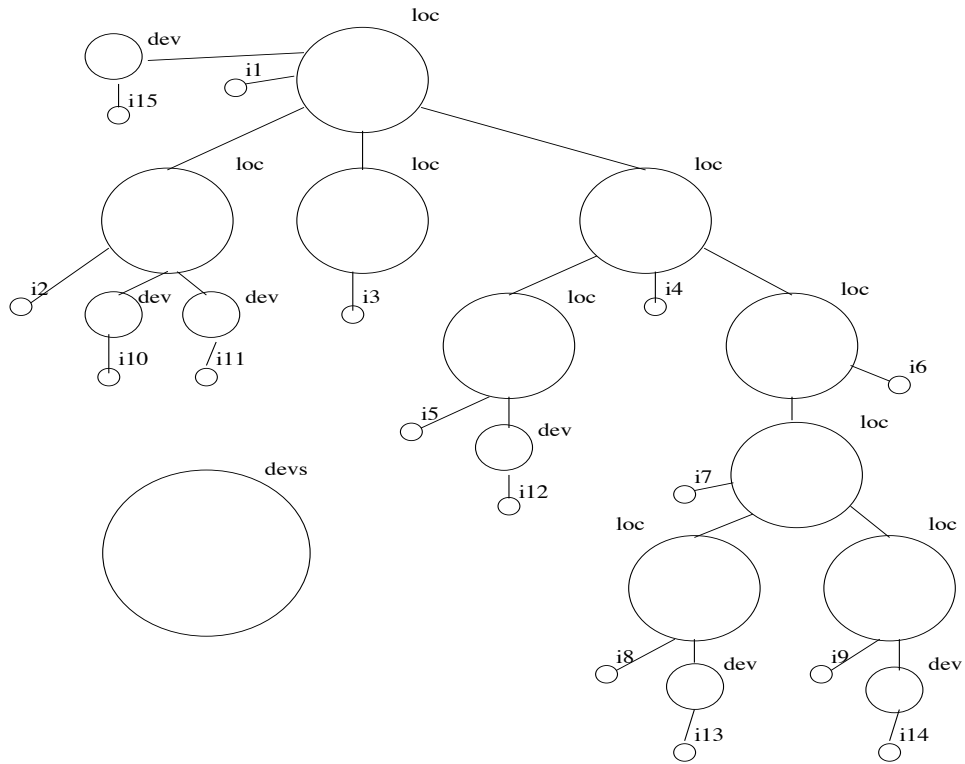 loc
dev
i1
i15
loc
loc
loc
i2
dev
dev
i3
loc
i4
loc
i10
i11
i6
i5
dev
loc
devs
i7
i12
loc
loc
i8
dev
i9
dev
i13
i14